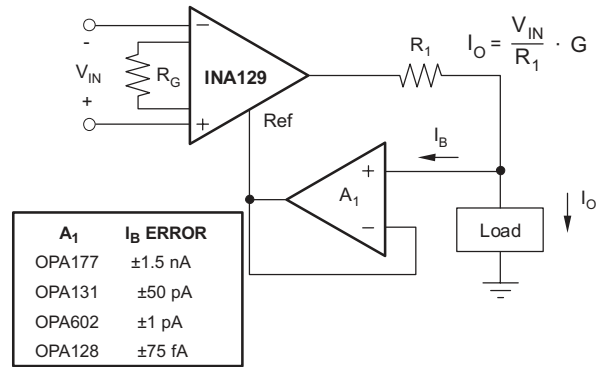 -
V_IN
+
R_G
−
INA129
+
Ref
R_1
I_O = V_IN / R_1 · G
I_B
+
A_1
−
Load
I_O
A_1 I_B ERROR
OPA177 ±1.5 nA
OPA131 ±50 pA
OPA602 ±1 pA
OPA128 ±75 fA